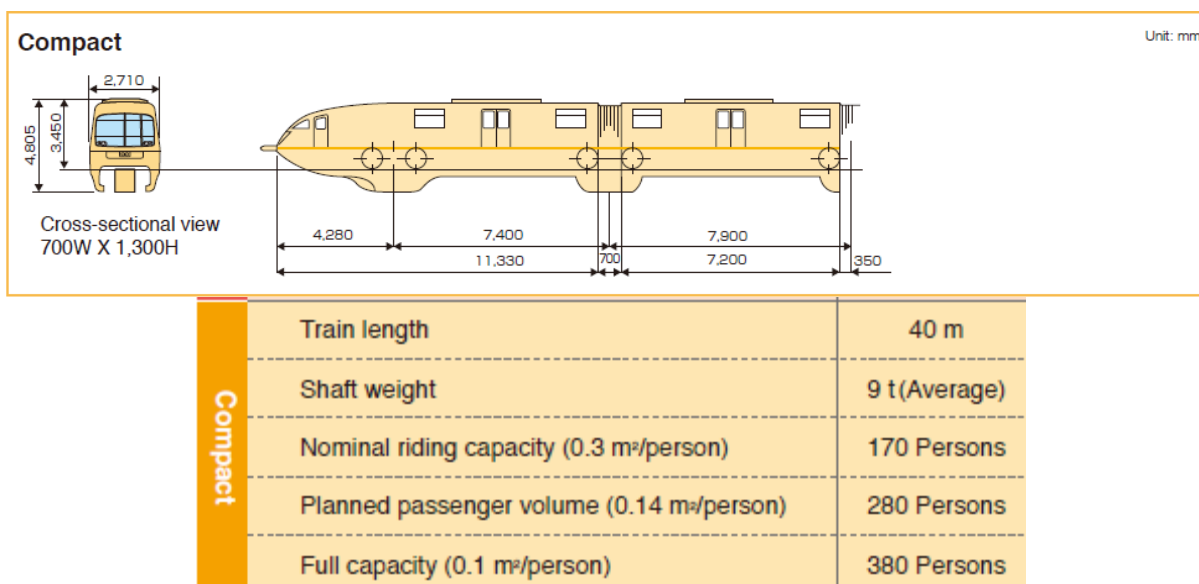 Compact
Unit: mm
2,710
4,805
3,450
Cross-sectional view
700W X 1,300H
4,280
7,400
7,900
11,330
700
7,200
350
Compact
Train length
40 m
Shaft weight
9 t(Average)
Nominal riding capacity (0.3 m²/person)
170 Persons
Planned passenger volume (0.14 m²/person)
280 Persons
Full capacity (0.1 m²/person)
380 Persons